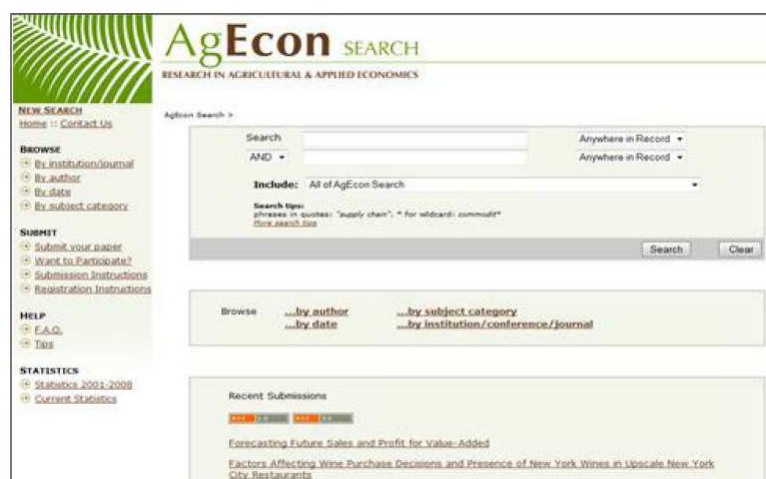 AgEcon SEARCH
RESEARCH IN AGRICULTURAL & APPLIED ECONOMICS
NEW SEARCH
Home :: Contact Us
BROWSE
By institution/journal
By author
By date
By subject category
SUBMIT
Submit your paper
Want to Participate?
Submission Instructions
Registration Instructions
HELP
F.A.Q.
Tips
STATISTICS
Statistics 2001-2008
Current Statistics
AgEcon Search >
Search Anywhere in Record
AND Anywhere in Record
Include: All of AgEcon Search
Search tips:
phrases in quotes: "supply chain"; * for wildcard: commodit*
More search tips
Search Clear
Browse ...by author ...by subject category
...by date ...by institution/conference/journal
Recent Submissions
Forecasting Future Sales and Profit for Value-Added
Factors Affecting Wine Purchase Decisions and Presence of New York Wines in Upscale New York
City Restaurants